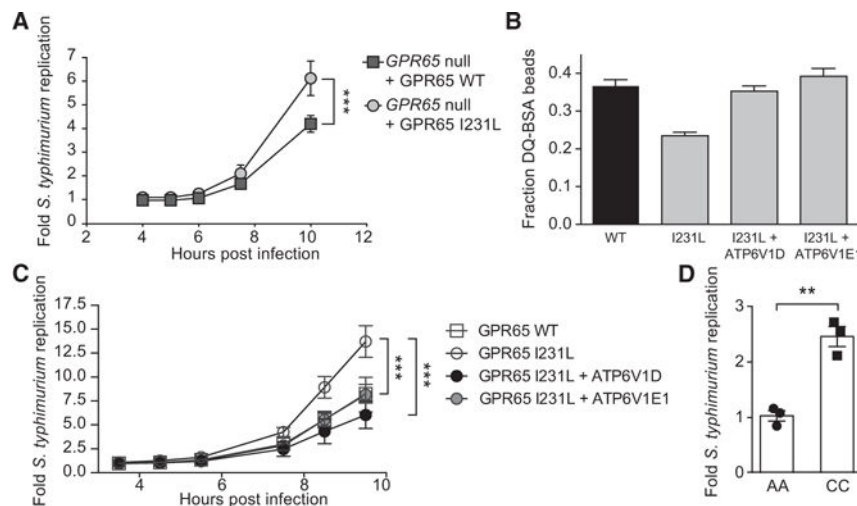 A
Fold S. typhimurium replication
7
6
5
4
3
2
1
0
2 4 6 8 10 12
Hours post infection
***
GPR65 null
+ GPR65 WT
GPR65 null
+ GPR65 I231L
B
Fraction DQ-BSA beads
0.4
0.3
0.2
0.1
0.0
WT I231L I231L + I231L +
ATP6V1D ATP6V1E1
C
Fold S. typhimurium replication
17.5
15.0
12.5
10.0
7.5
5.0
2.5
0.0
4 6 8 10
Hours post infection
*** ***
GPR65 WT
GPR65 I231L
GPR65 I231L + ATP6V1D
GPR65 I231L + ATP6V1E1
D
Fold S. typhimurium replication
**
3
2
1
0
AA CC